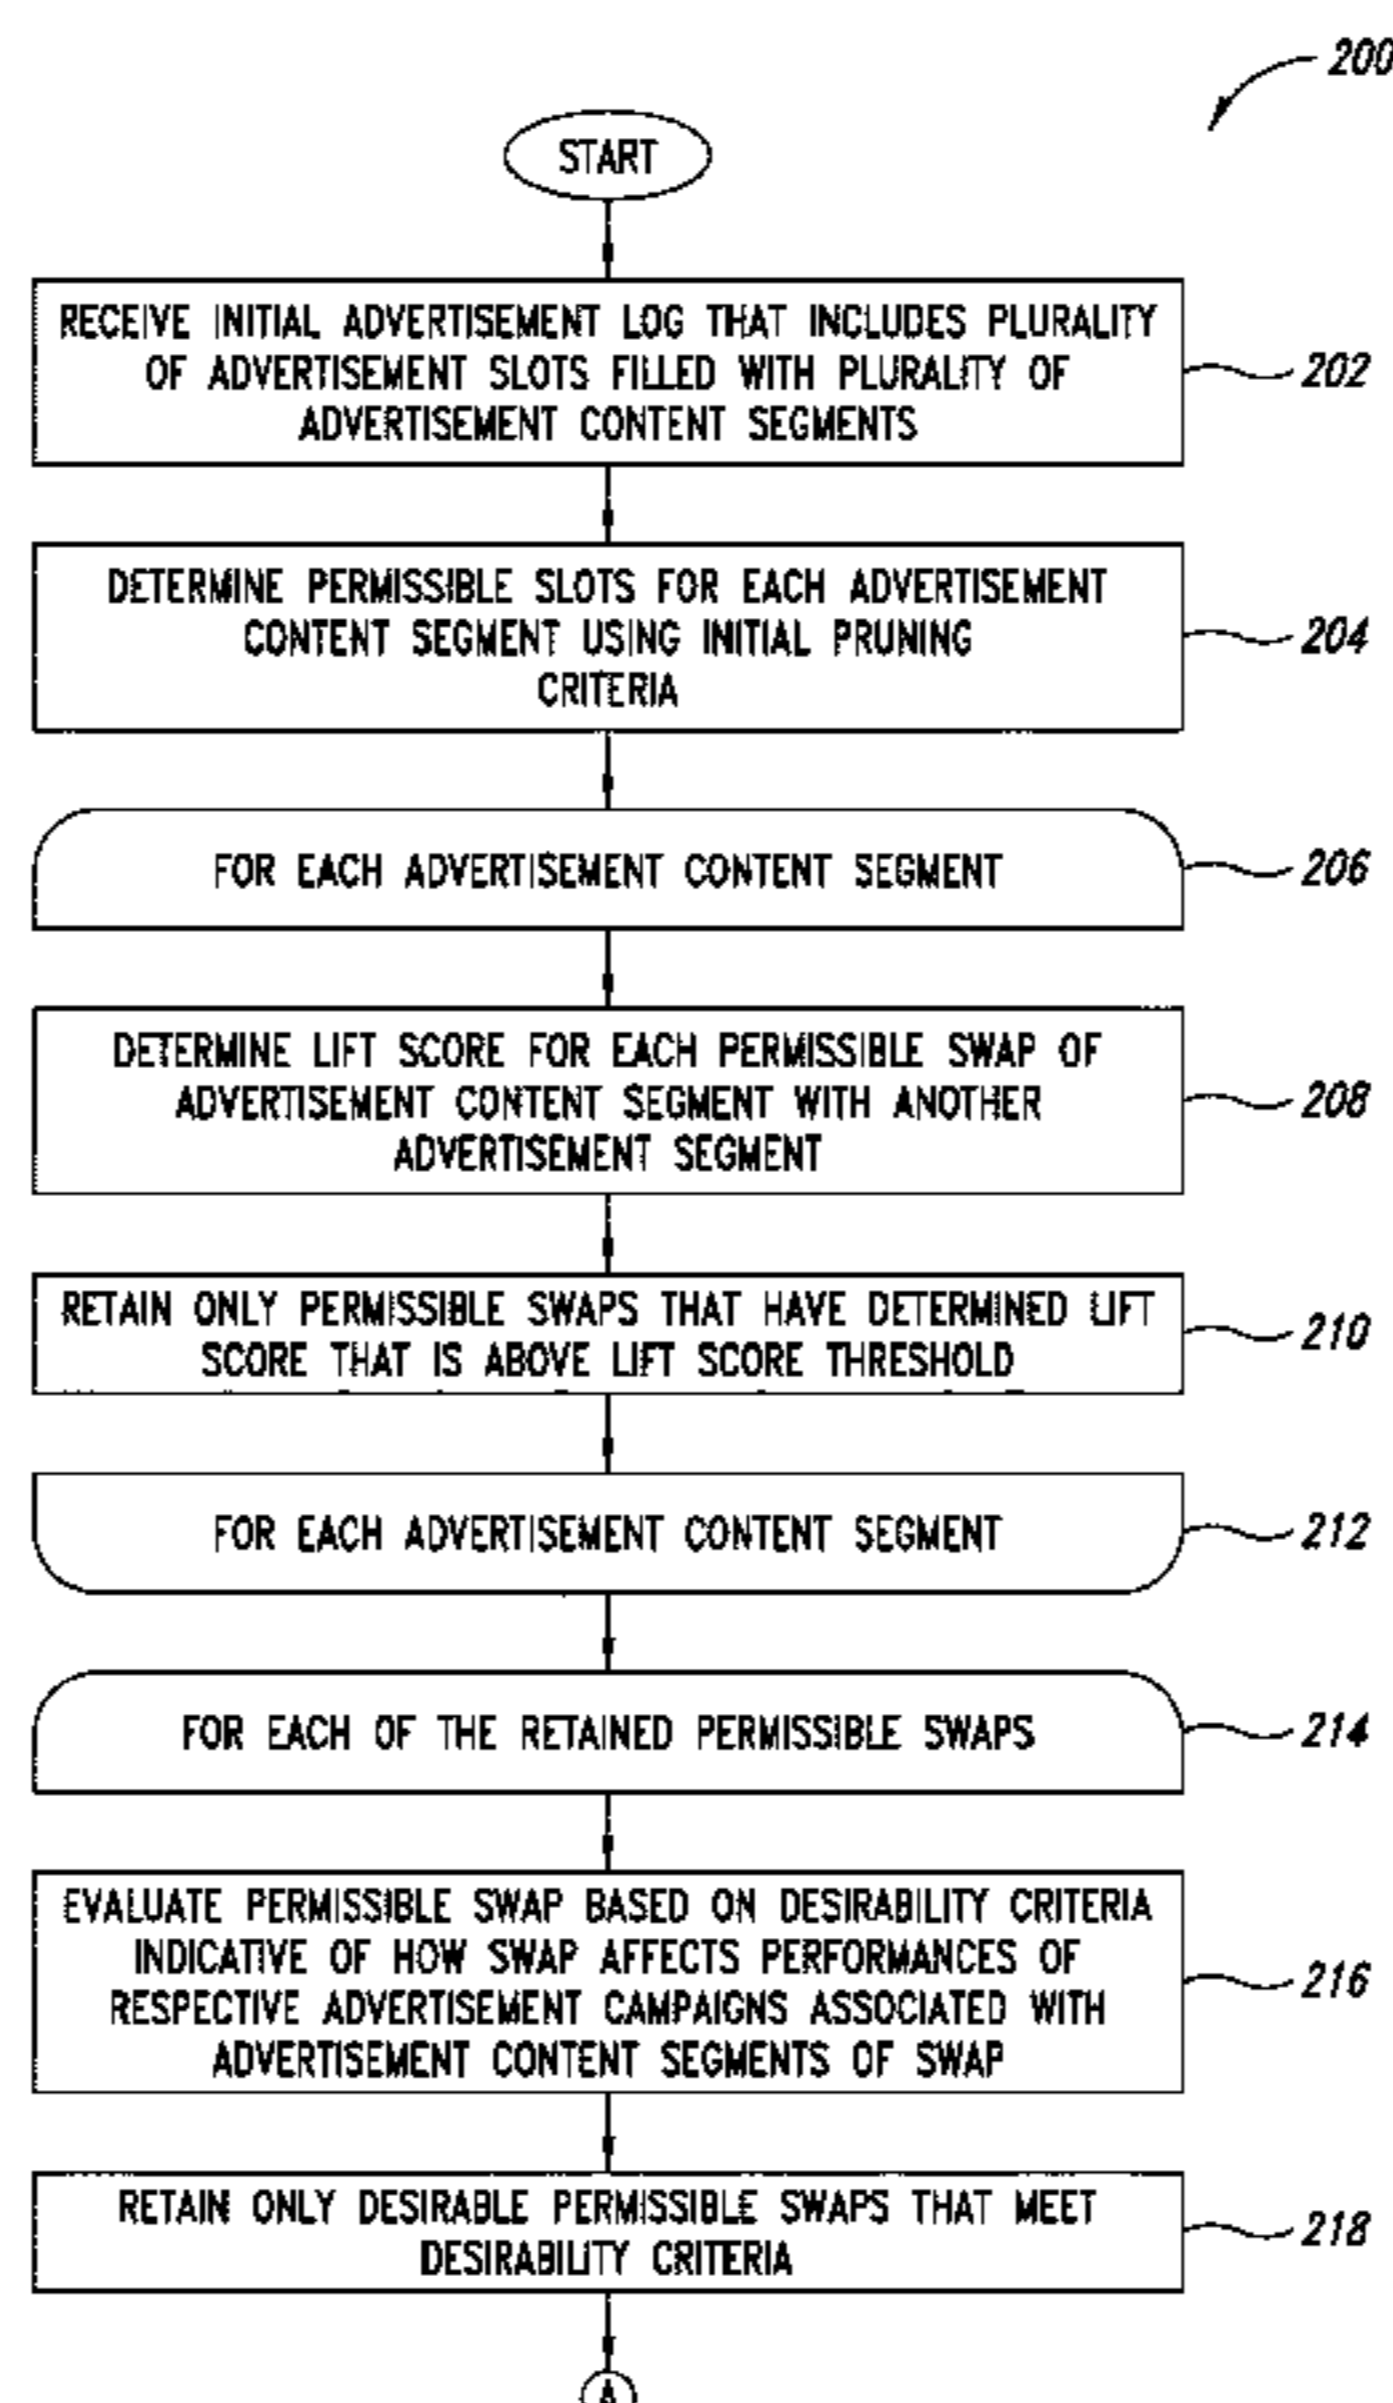 200
START
RECEIVE INITIAL ADVERTISEMENT LOG THAT INCLUDES PLURALITY
OF ADVERTISEMENT SLOTS FILLED WITH PLURALITY OF
ADVERTISEMENT CONTENT SEGMENTS
202
DETERMINE PERMISSIBLE SLOTS FOR EACH ADVERTISEMENT
CONTENT SEGMENT USING INITIAL PRUNING
CRITERIA
204
FOR EACH ADVERTISEMENT CONTENT SEGMENT
206
DETERMINE LIFT SCORE FOR EACH PERMISSIBLE SWAP OF
ADVERTISEMENT CONTENT SEGMENT WITH ANOTHER
ADVERTISEMENT SEGMENT
208
RETAIN ONLY PERMISSIBLE SWAPS THAT HAVE DETERMINED LIFT
SCORE THAT IS ABOVE LIFT SCORE THRESHOLD
210
FOR EACH ADVERTISEMENT CONTENT SEGMENT
212
FOR EACH OF THE RETAINED PERMISSIBLE SWAPS
214
EVALUATE PERMISSIBLE SWAP BASED ON DESIRABILITY CRITERIA
INDICATIVE OF HOW SWAP AFFECTS PERFORMANCES OF
RESPECTIVE ADVERTISEMENT CAMPAIGNS ASSOCIATED WITH
ADVERTISEMENT CONTENT SEGMENTS OF SWAP
216
RETAIN ONLY DESIRABLE PERMISSIBLE SWAPS THAT MEET
DESIRABILITY CRITERIA
218
A